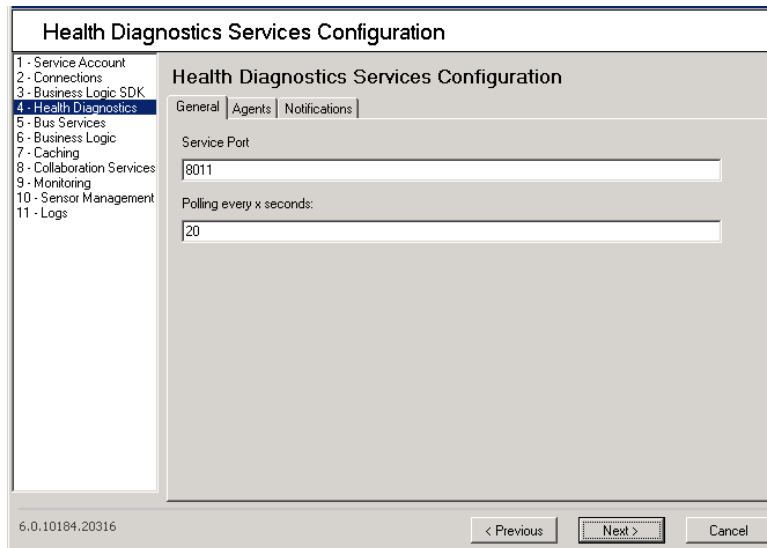 Health Diagnostics Services Configuration
1 - Service Account
2 - Connections
3 - Business Logic SDK
4 - Health Diagnostics
5 - Bus Services
6 - Business Logic
7 - Caching
8 - Collaboration Services
9 - Monitoring
10 - Sensor Management
11 - Logs
Health Diagnostics Services Configuration
General Agents Notifications
Service Port
8011
Polling every x seconds:
20
6.0.10184.20316
< Previous Next > Cancel